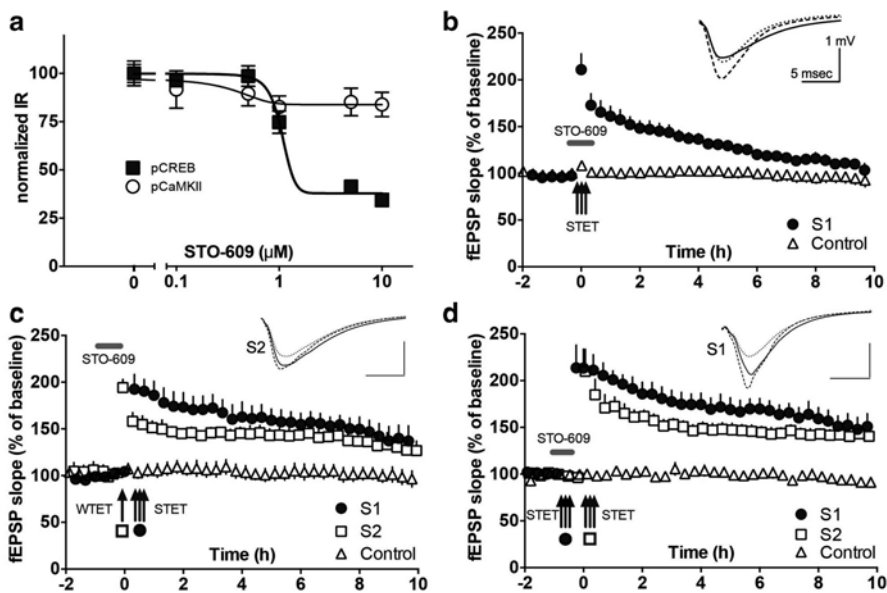 a
normalized IR
100
75
50
25
0
pCREB
pCaMKII
STO-609 (µM)
0
0.1
1
10
b
fEPSP slope (% of baseline)
250
200
150
100
50
0
1 mV
5 msec
STO-609
STET
Time (h)
S1
Control
-2
0
2
4
6
8
10
c
fEPSP slope (% of baseline)
250
200
150
100
50
0
S2
STO-609
WTET
STET
Time (h)
S1
S2
Control
-2
0
2
4
6
8
10
d
fEPSP slope (% of baseline)
250
200
150
100
50
0
S1
STO-609
STET
STET
Time (h)
S1
S2
Control
-2
0
2
4
6
8
10